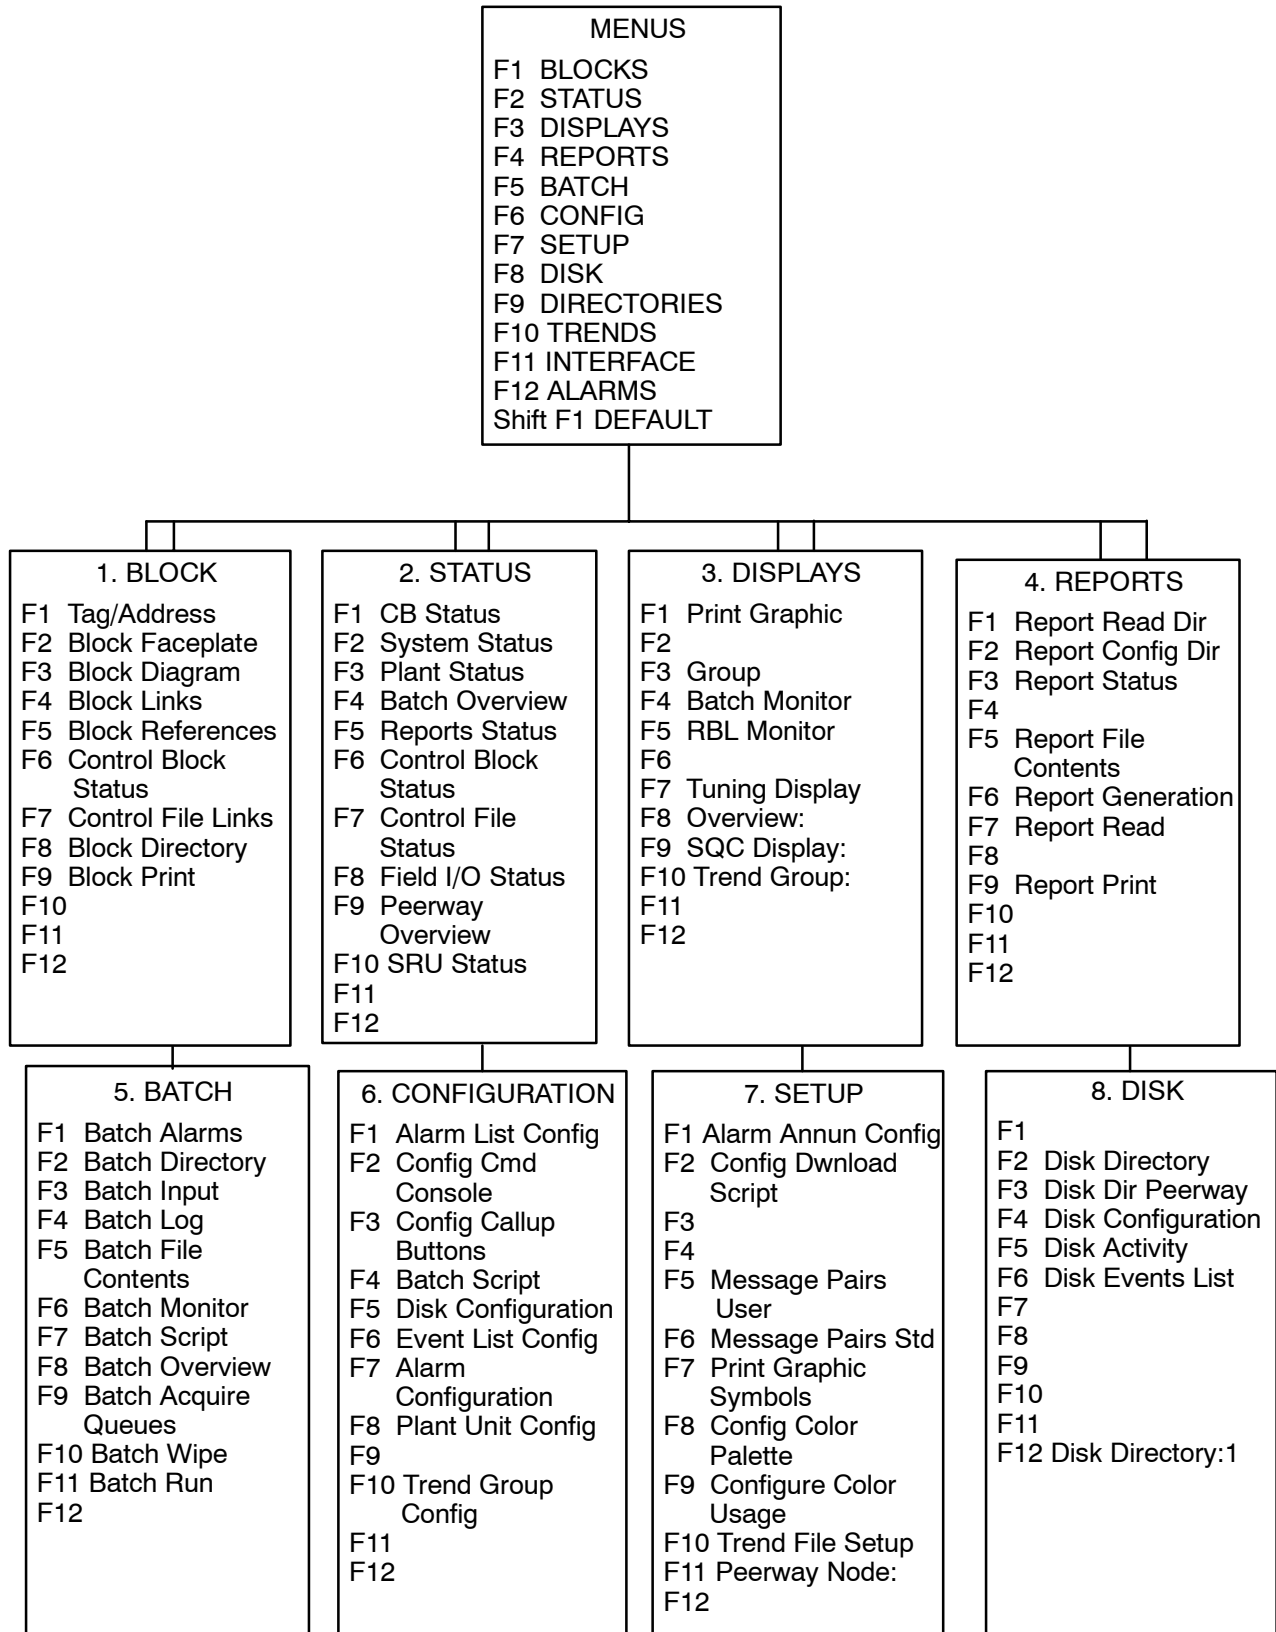 MENUS
F1 BLOCKS
F2 STATUS
F3 DISPLAYS
F4 REPORTS
F5 BATCH
F6 CONFIG
F7 SETUP
F8 DISK
F9 DIRECTORIES
F10 TRENDS
F11 INTERFACE
F12 ALARMS
Shift F1 DEFAULT
1. BLOCK
F1 Tag/Address
F2 Block Faceplate
F3 Block Diagram
F4 Block Links
F5 Block References
F6 Control Block
Status
F7 Control File Links
F8 Block Directory
F9 Block Print
F10
F11
F12
2. STATUS
F1 CB Status
F2 System Status
F3 Plant Status
F4 Batch Overview
F5 Reports Status
F6 Control Block
Status
F7 Control File
Status
F8 Field I/O Status
F9 Peerway
Overview
F10 SRU Status
F11
F12
3. DISPLAYS
F1 Print Graphic
F2
F3 Group
F4 Batch Monitor
F5 RBL Monitor
F6
F7 Tuning Display
F8 Overview:
F9 SQC Display:
F10 Trend Group:
F11
F12
4. REPORTS
F1 Report Read Dir
F2 Report Config Dir
F3 Report Status
F4
F5 Report File
Contents
F6 Report Generation
F7 Report Read
F8
F9 Report Print
F10
F11
F12
5. BATCH
F1 Batch Alarms
F2 Batch Directory
F3 Batch Input
F4 Batch Log
F5 Batch File
Contents
F6 Batch Monitor
F7 Batch Script
F8 Batch Overview
F9 Batch Acquire
Queues
F10 Batch Wipe
F11 Batch Run
F12
6. CONFIGURATION
F1 Alarm List Config
F2 Config Cmd
Console
F3 Config Callup
Buttons
F4 Batch Script
F5 Disk Configuration
F6 Event List Config
F7 Alarm
Configuration
F8 Plant Unit Config
F9
F10 Trend Group
Config
F11
F12
7. SETUP
F1 Alarm Annun Config
F2 Config Dwnload
Script
F3
F4
F5 Message Pairs
User
F6 Message Pairs Std
F7 Print Graphic
Symbols
F8 Config Color
Palette
F9 Configure Color
Usage
F10 Trend File Setup
F11 Peerway Node:
F12
8. DISK
F1
F2 Disk Directory
F3 Disk Dir Peerway
F4 Disk Configuration
F5 Disk Activity
F6 Disk Events List
F7
F8
F9
F10
F11
F12 Disk Directory:1